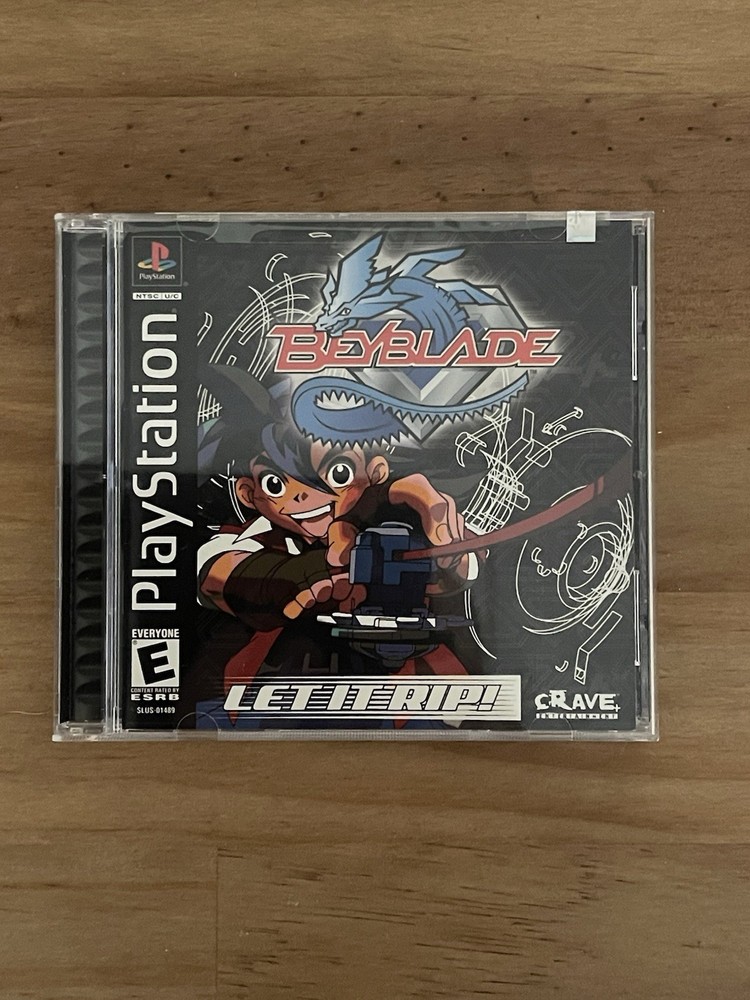 PlayStation
NTSC U/C
PlayStation
BEYBLADE
EVERYONE
E
CONTENT RATED BY
ESRB
SLUS-01489
LET IT RIP!
CRAVE
ENTERTAINMENT